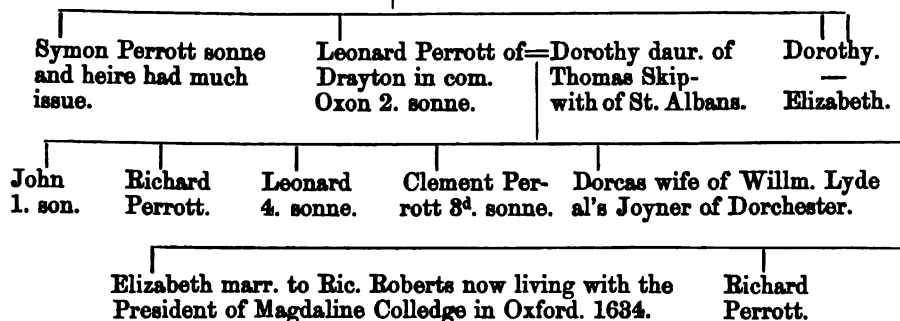 Symon Perrott sonne
and heire had much
issue.
Leonard Perrott of
Drayton in com.
Oxon 2. sonne.
=Dorothy daur. of
Thomas Skip-
with of St. Albans.
Dorothy.
—
Elizabeth.
John
1. son.
Richard
Perrott.
Leonard
4. sonne.
Clement Per-
rott 3d. sonne.
Dorcas wife of Willm. Lyde
al's Joyner of Dorchester.
Elizabeth marr. to Ric. Roberts now living with the
President of Magdaline Colledge in Oxford. 1634.
Richard
Perrott.